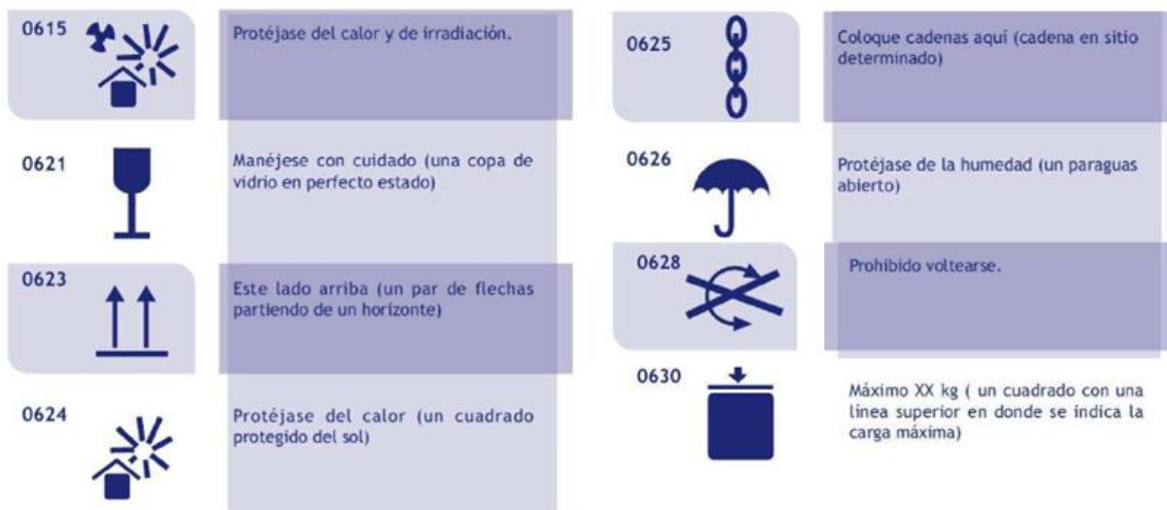 0615
Protéjase del calor y de irradiación.
0621
Manéjese con cuidado (una copa de
vidrio en perfecto estado)
0623
Este lado arriba (un par de flechas
partiendo de un horizonte)
0624
Protéjase del calor (un cuadrado
protegido del sol)
0625
Coloque cadenas aquí (cadena en sitio
determinado)
0626
Protéjase de la humedad (un paraguas
abierto)
0628
Prohibido voltearse.
0630
Máximo XX kg ( un cuadrado con una
línea superior en donde se indica la
carga máxima)